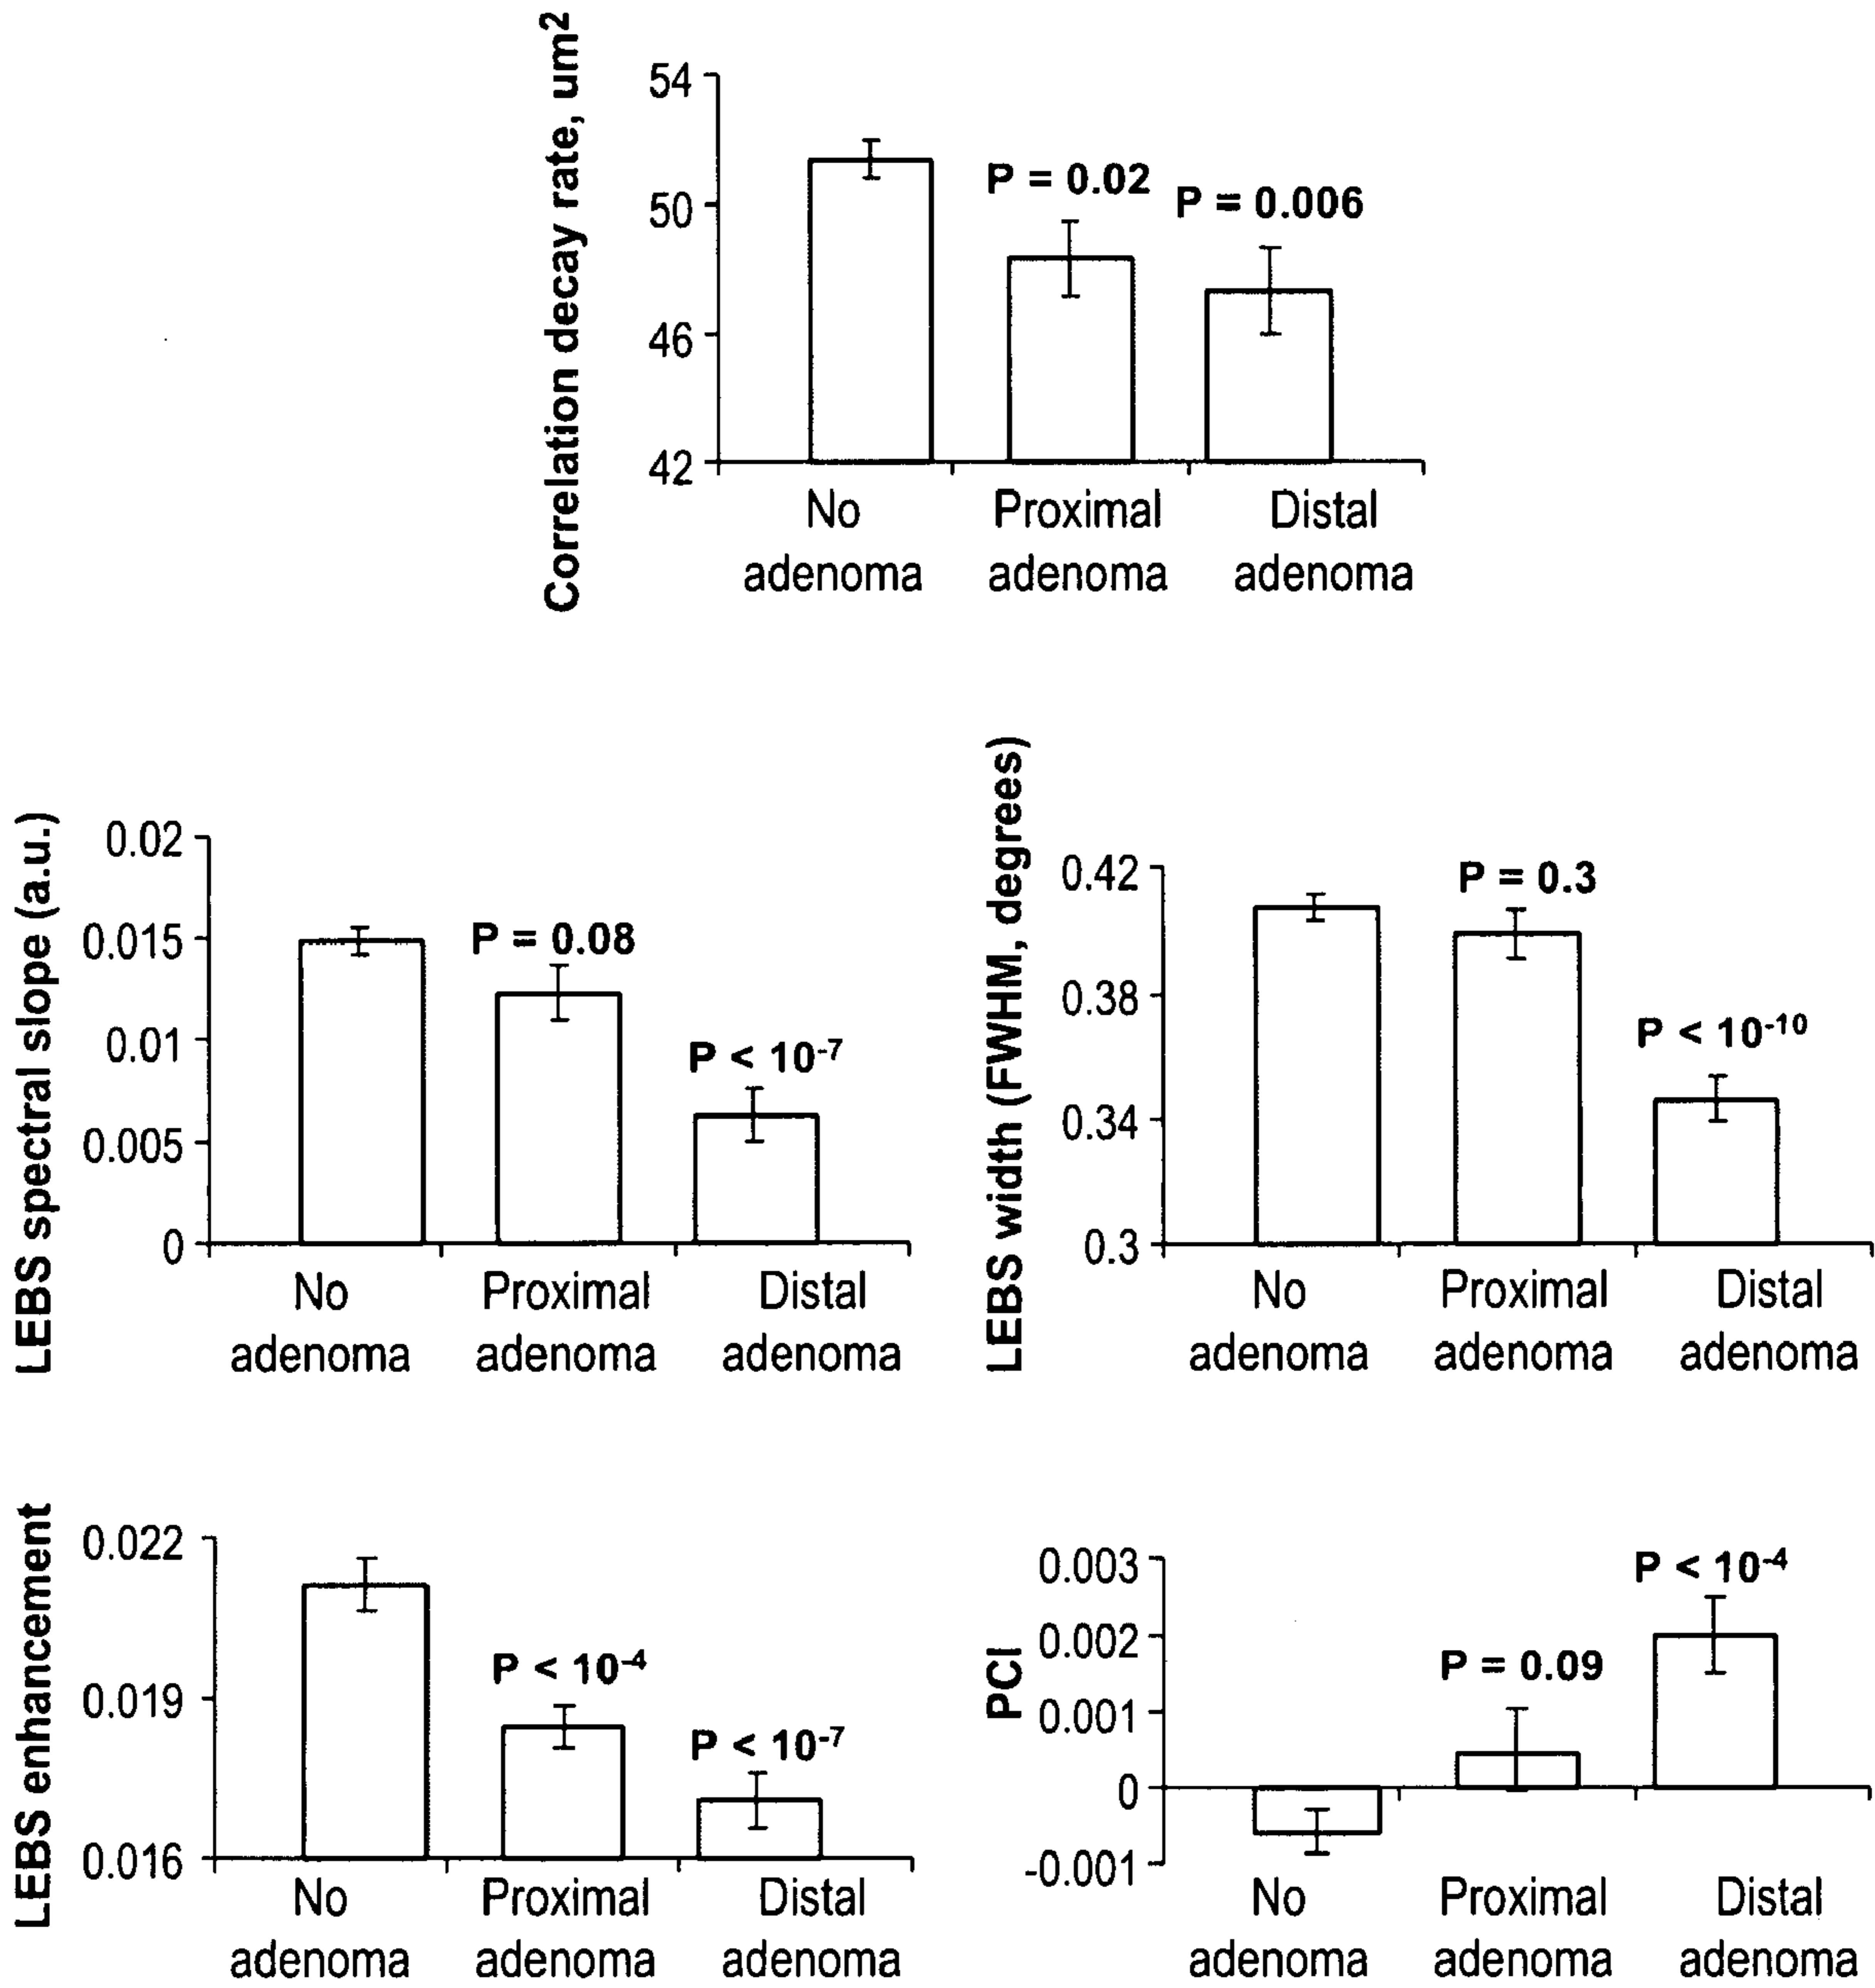 Correlation decay rate, um²
54
50
46
42
P = 0.02
P = 0.006
No adenoma
Proximal adenoma
Distal adenoma
LEBS spectral slope (a.u.)
0.02
0.015
0.01
0.005
0
P = 0.08
P < 10⁻⁷
No adenoma
Proximal adenoma
Distal adenoma
LEBS width (FWHM, degrees)
0.42
0.38
0.34
0.3
P = 0.3
P < 10⁻¹⁰
No adenoma
Proximal adenoma
Distal adenoma
LEBS enhancement
0.022
0.019
0.016
P < 10⁻⁴
P < 10⁻⁷
No adenoma
Proximal adenoma
Distal adenoma
PCI
0.003
0.002
0.001
0
-0.001
P = 0.09
P < 10⁻⁴
No adenoma
Proximal adenoma
Distal adenoma